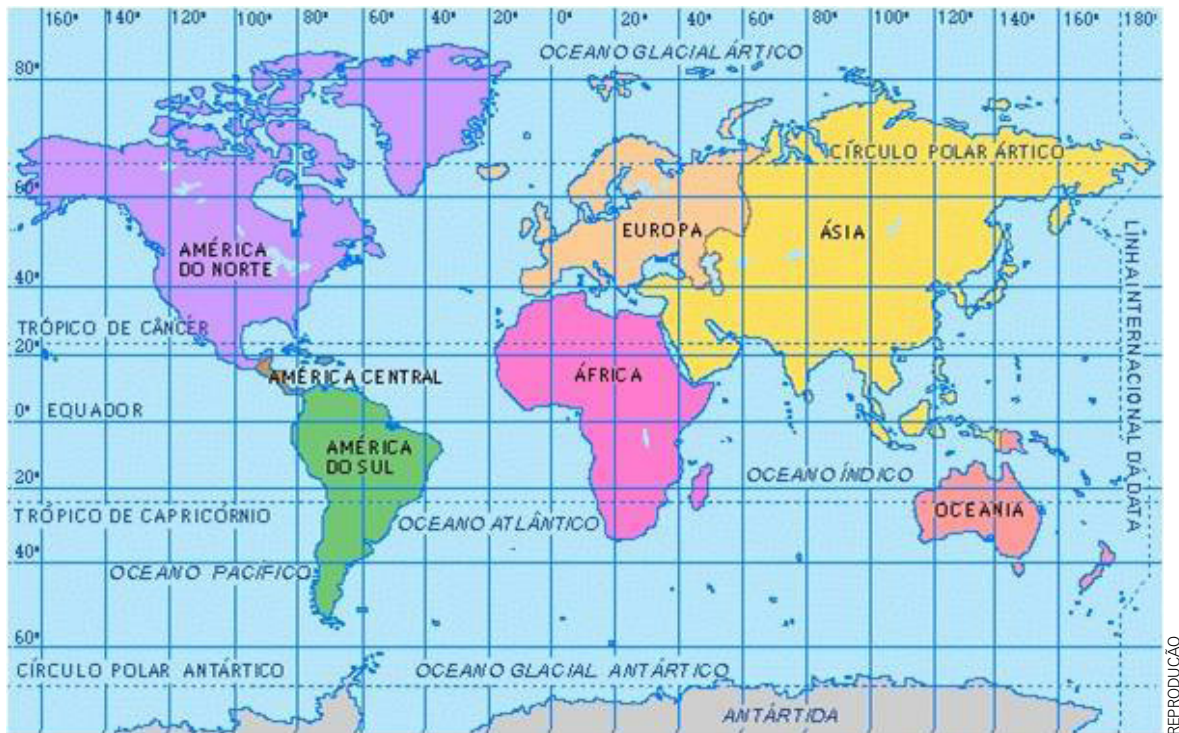 160° 140° 120° 100° 80° 60° 40° 20° 0° 20° 40° 60° 80° 100° 120° 140° 160° 180°
OCEANO GLACIAL ÁRTICO
80°
CÍRCULO POLAR ÁRTICO
60°
EUROPA
ÁSIA
AMÉRICA
DO NORTE
LINHA INTERNACIONAL DA DATA
40°
TRÓPICO DE CÂNCER
20°
AMÉRICA CENTRAL
ÁFRICA
0° EQUADOR
AMÉRICA
DO SUL
OCEANO ÍNDICO
20°
TRÓPICO DE CAPRICÓRNIO
OCEANO ATLÂNTICO
OCEANIA
40°
OCEANO PACÍFICO
60°
CÍRCULO POLAR ANTÁRTICO
OCEANO GLACIAL ANTÁRTICO
ANTÁRTIDA
REPRODUÇÃO